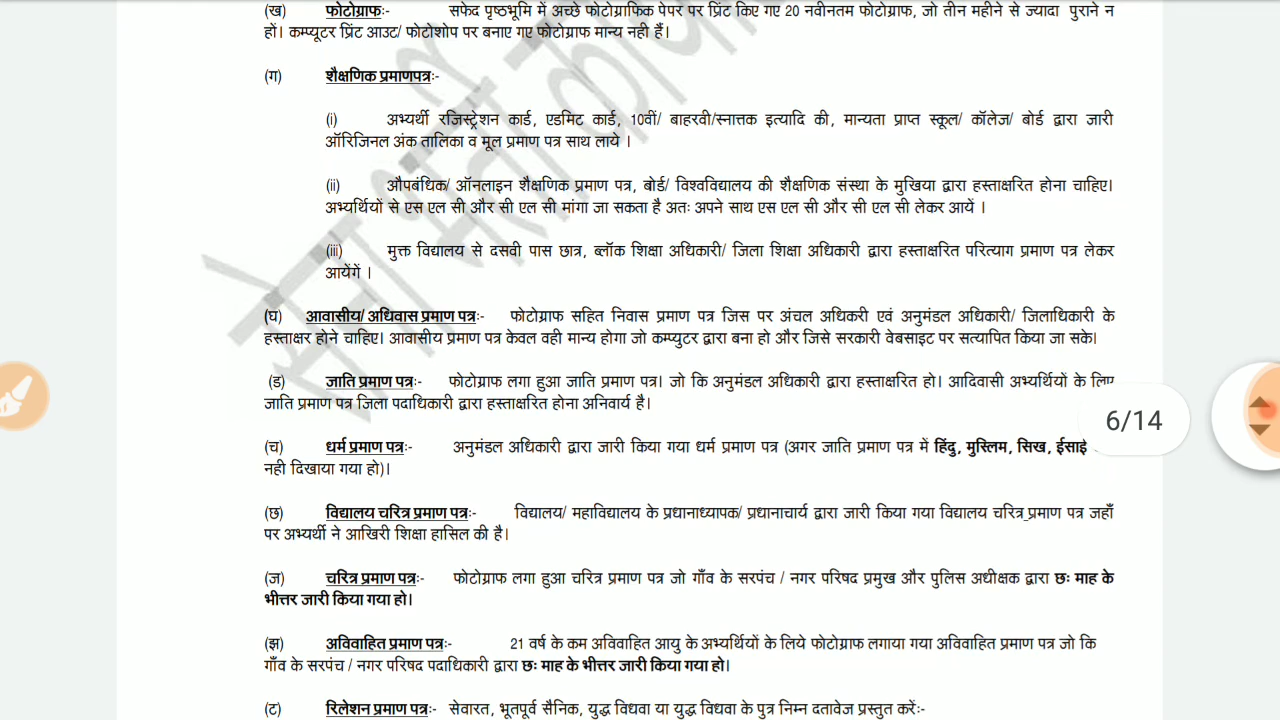 (ख) फोटोग्राफः- सफेद पृष्ठभूमि में अच्छे फोटोग्राफिक पेपर पर प्रिंट किए गए 20 नवीनतम फोटोग्राफ, जो तीन महीने से ज्यादा पुराने न
हों। कम्प्यूटर प्रिंट आउट/ फोटोशोप पर बनाए गए फोटोग्राफ मान्य नही हैं।
(ग) शैक्षणिक प्रमाणपत्रः-
(i) अभ्यर्थी रजिस्ट्रेशन कार्ड, एडमिट कार्ड, 10वीं/ बाहरवी/स्नात्तक इत्यादि की, मान्यता प्राप्त स्कूल/ कॉलेज/ बोर्ड द्वारा जारी
ऑरिजिनल अंक तालिका व मूल प्रमाण पत्र साथ लाये ।
(ii) औपबंधिक/ ऑनलाइन शैक्षणिक प्रमाण पत्र, बोर्ड/ विश्वविद्यालय की शैक्षणिक संस्था के मुखिया द्वारा हस्ताक्षरित होना चाहिए।
अभ्यर्थियों से एस एल सी और सी एल सी मांगा जा सकता है अतः अपने साथ एस एल सी और सी एल सी लेकर आयें ।
(iii) मुक्त विद्यालय से दसवी पास छात्र, ब्लॉक शिक्षा अधिकारी/ जिला शिक्षा अधिकारी द्वारा हस्ताक्षरित परित्याग प्रमाण पत्र लेकर
आयेंगें ।
(घ) आवासीय/ अधिवास प्रमाण पत्रः- फोटोग्राफ सहित निवास प्रमाण पत्र जिस पर अंचल अधिकरी एवं अनुमंडल अधिकारी/ जिलाधिकारी के
हस्ताक्षर होने चाहिए। आवासीय प्रमाण पत्र केवल वही मान्य होगा जो कम्प्युटर द्वारा बना हो और जिसे सरकारी वेबसाइट पर सत्यापित किया जा सके।
(ड) जाति प्रमाण पत्रः- फोटोग्राफ लगा हुआ जाति प्रमाण पत्र। जो कि अनुमंडल अधिकारी द्वारा हस्ताक्षरित हो। आदिवासी अभ्यर्थियों के लिए
जाति प्रमाण पत्र जिला पदाधिकारी द्वारा हस्ताक्षरित होना अनिवार्य है।
6/14
(च) धर्म प्रमाण पत्रः- अनुमंडल अधिकारी द्वारा जारी किया गया धर्म प्रमाण पत्र (अगर जाति प्रमाण पत्र में हिंदु, मुस्लिम, सिख, ईसाई
नही दिखाया गया हो)।
(छ) विद्यालय चरित्र प्रमाण पत्रः- विद्यालय/ महाविद्यालय के प्रधानाध्यापक/ प्रधानाचार्य द्वारा जारी किया गया विद्यालय चरित्र प्रमाण पत्र जहाँ
पर अभ्यर्थी ने आखिरी शिक्षा हासिल की है।
(ज) चरित्र प्रमाण पत्रः- फोटोग्राफ लगा हुआ चरित्र प्रमाण पत्र जो गाँव के सरपंच / नगर परिषद प्रमुख और पुलिस अधीक्षक द्वारा छः माह के
भीत्तर जारी किया गया हो।
(झ) अविवाहित प्रमाण पत्रः- 21 वर्ष के कम अविवाहित आयु के अभ्यर्थियों के लिये फोटोग्राफ लगाया गया अविवाहित प्रमाण पत्र जो कि
गाँव के सरपंच / नगर परिषद पदाधिकारी द्वारा छः माह के भीत्तर जारी किया गया हो।
(ट) रिलेशन प्रमाण पत्रः- सेवारत, भूतपूर्व सैनिक, युद्ध विधवा या युद्ध विधवा के पुत्र निम्न दतावेज प्रस्तुत करेंः-
सेना भर्ती